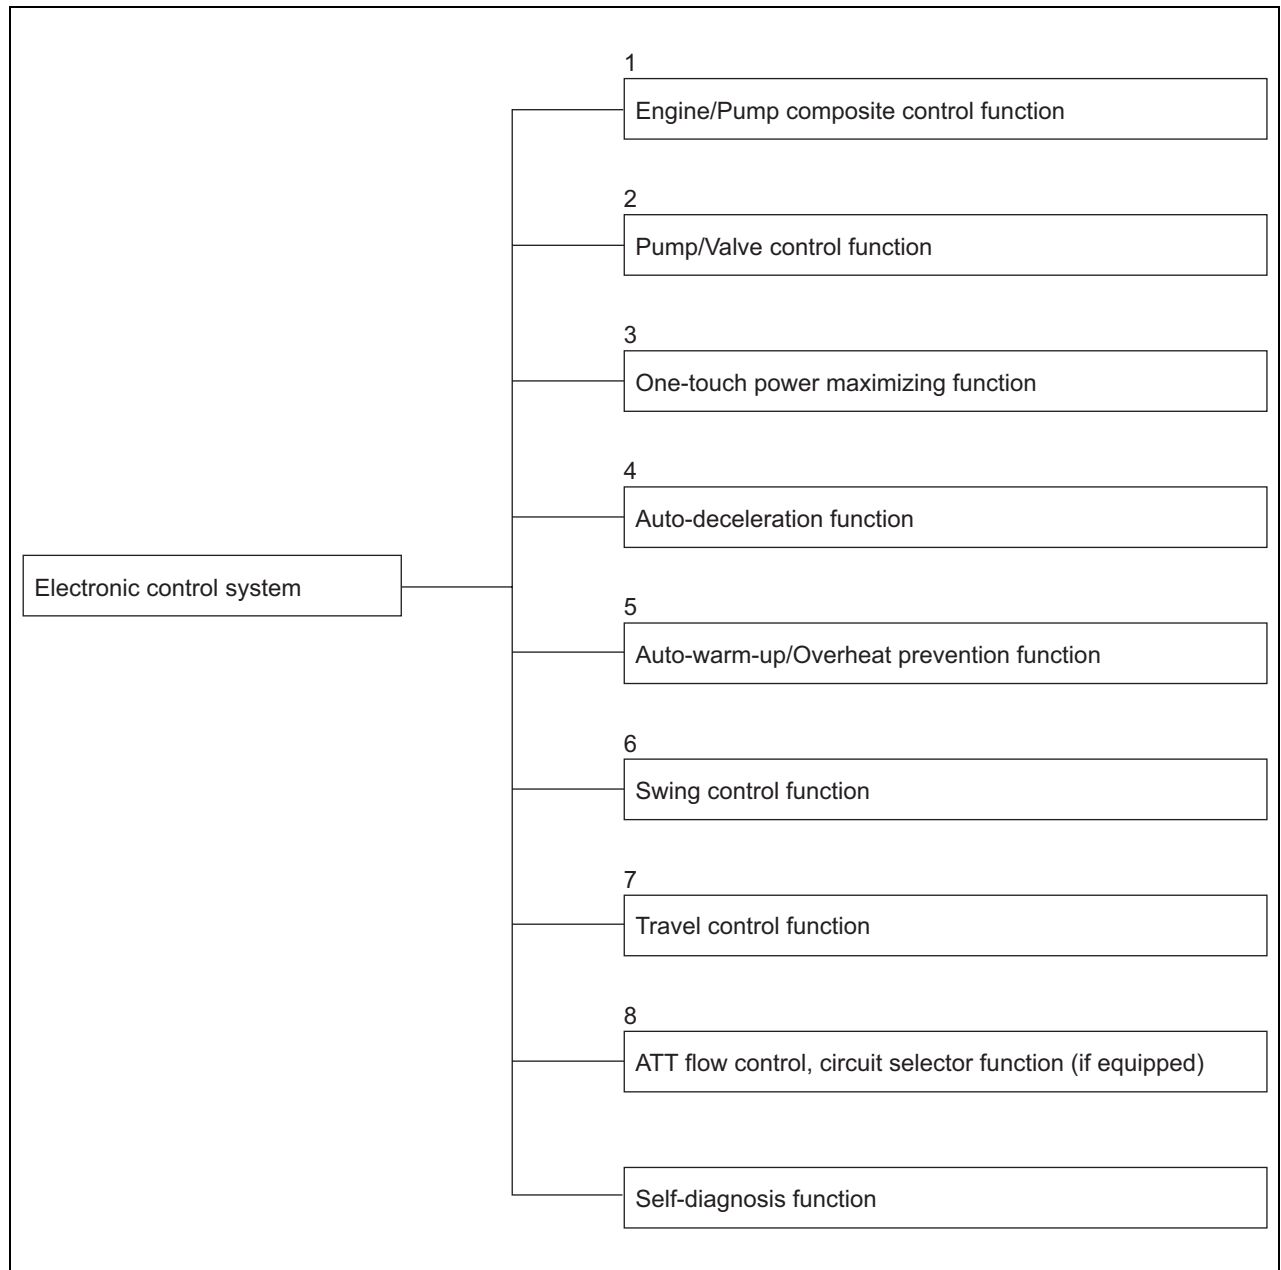 1
Engine/Pump composite control function
2
Pump/Valve control function
3
One-touch power maximizing function
4
Auto-deceleration function
Electronic control system
5
Auto-warm-up/Overheat prevention function
6
Swing control function
7
Travel control function
8
ATT flow control, circuit selector function (if equipped)
Self-diagnosis function